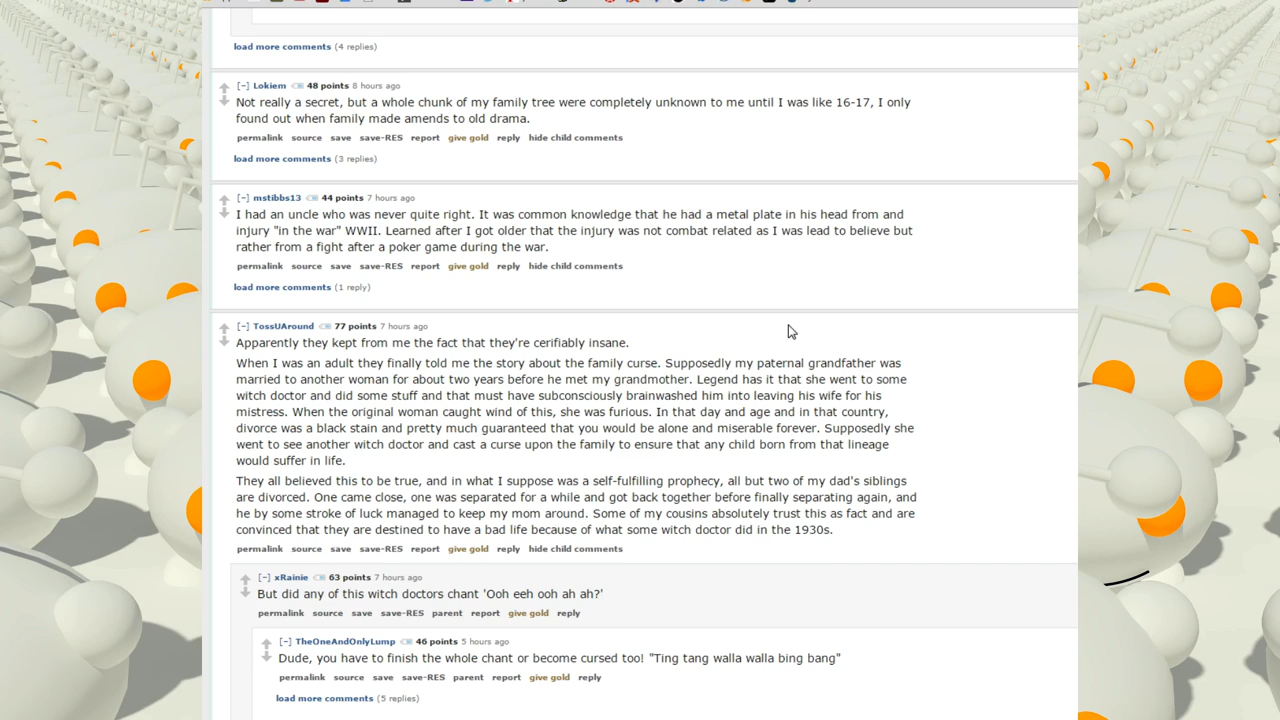 load more comments (4 replies)
[–] Lokiem 48 points 8 hours ago
Not really a secret, but a whole chunk of my family tree were completely unknown to me until I was like 16-17, I only
found out when family made amends to old drama.
permalink source save save-RES report give gold reply hide child comments
load more comments (3 replies)
[–] mstibbs13 44 points 7 hours ago
I had an uncle who was never quite right. It was common knowledge that he had a metal plate in his head from and
injury "in the war" WWII. Learned after I got older that the injury was not combat related as I was lead to believe but
rather from a fight after a poker game during the war.
permalink source save save-RES report give gold reply hide child comments
load more comments (1 reply)
[–] TossUAround 77 points 7 hours ago
Apparently they kept from me the fact that they're cerifiably insane.
When I was an adult they finally told me the story about the family curse. Supposedly my paternal grandfather was
married to another woman for about two years before he met my grandmother. Legend has it that she went to some
witch doctor and did some stuff and that must have subconsciously brainwashed him into leaving his wife for his
mistress. When the original woman caught wind of this, she was furious. In that day and age and in that country,
divorce was a black stain and pretty much guaranteed that you would be alone and miserable forever. Supposedly she
went to see another witch doctor and cast a curse upon the family to ensure that any child born from that lineage
would suffer in life.
They all believed this to be true, and in what I suppose was a self-fulfilling prophecy, all but two of my dad's siblings
are divorced. One came close, one was separated for a while and got back together before finally separating again, and
he by some stroke of luck managed to keep my mom around. Some of my cousins absolutely trust this as fact and are
convinced that they are destined to have a bad life because of what some witch doctor did in the 1930s.
permalink source save save-RES report give gold reply hide child comments
[–] xRainie 63 points 7 hours ago
But did any of this witch doctors chant 'Ooh eeh ooh ah ah?'
permalink source save save-RES parent report give gold reply
[–] TheOneAndOnlyLump 46 points 5 hours ago
Dude, you have to finish the whole chant or become cursed too! "Ting tang walla walla bing bang"
permalink source save save-RES parent report give gold reply
load more comments (5 replies)